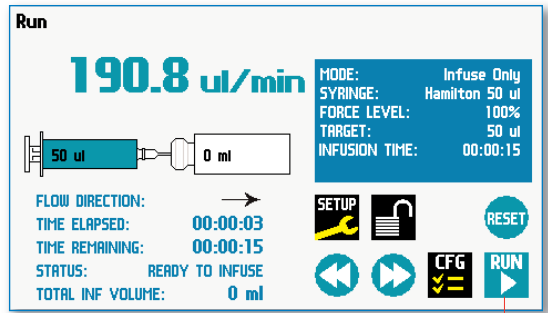 Run
190.8 ul/min
MODE: Infuse Only
SYRINGE: Hamilton 50 ul
FORCE LEVEL: 100%
TARGET: 50 ul
INFUSION TIME: 00:00:15
50 ul
0 ml
FLOW DIRECTION:
TIME ELAPSED: 00:00:03
TIME REMAINING: 00:00:15
STATUS: READY TO INFUSE
TOTAL INF VOLUME: 0 ml
SETUP
RESET
CFG
RUN